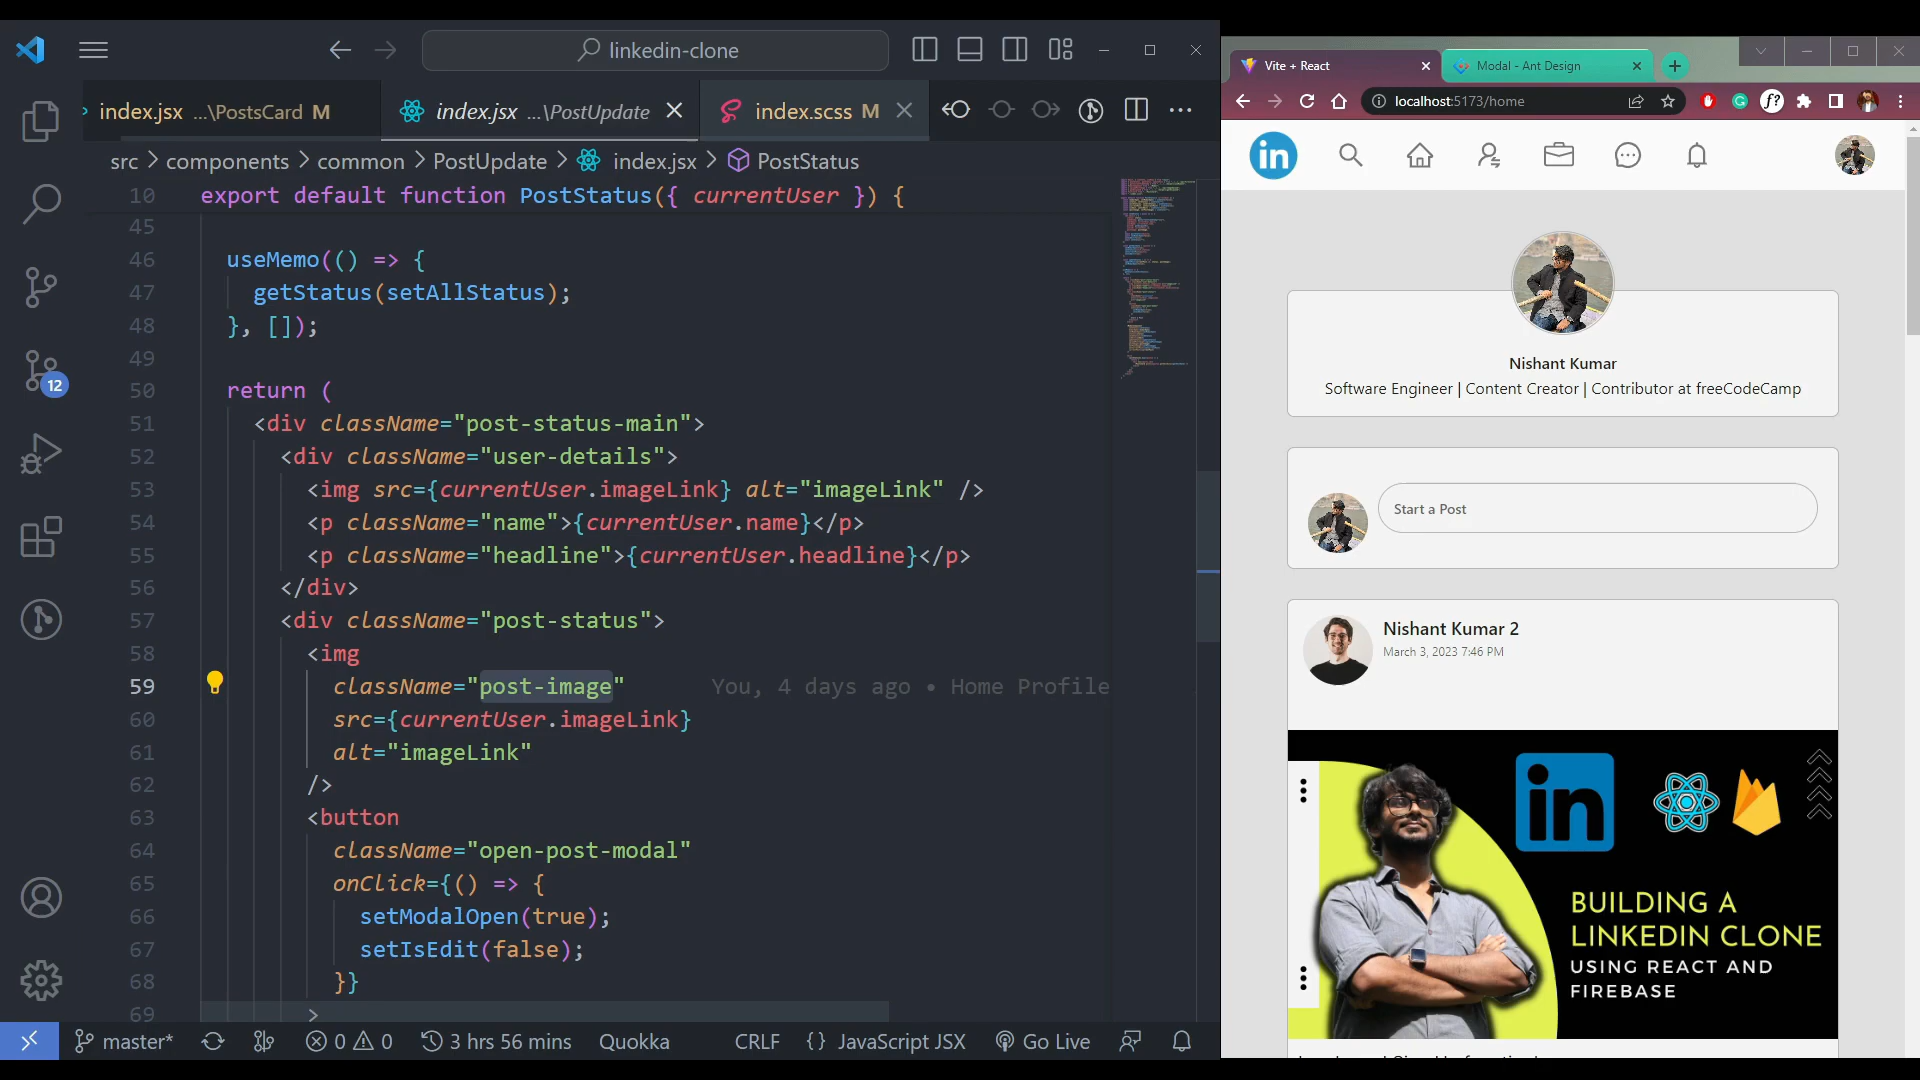 linkedin-clone
index.jsx ...\PostsCard M
index.jsx ...\PostUpdate
index.scss M
src > components > common > PostUpdate > index.jsx > PostStatus
10 export default function PostStatus({ currentUser }) {
45
46 useMemo(() => {
47 getStatus(setAllStatus);
48 }, []);
49
50 return (
51 <div className="post-status-main">
52 <div className="user-details">
53 <img src={currentUser.imageLink} alt="imageLink" />
54 <p className="name">{currentUser.name}</p>
55 <p className="headline">{currentUser.headline}</p>
56 </div>
57 <div className="post-status">
58 <img
59 className="post-image" You, 4 days ago • Home Profile
60 src={currentUser.imageLink}
61 alt="imageLink"
62 />
63 <button
64 className="open-post-modal"
65 onClick={() => {
66 setModalOpen(true);
67 setIsEdit(false);
68 }}
69 >
12
master*
0
0
3 hrs 56 mins
Quokka
CRLF
{} JavaScript JSX
Go Live
Vite + React
Modal - Ant Design
localhost:5173/home
in
Nishant Kumar
Software Engineer | Content Creator | Contributor at freeCodeCamp
Start a Post
Nishant Kumar 2
March 3, 2023 7:46 PM
in
BUILDING A
LINKEDIN CLONE
USING REACT AND
FIREBASE